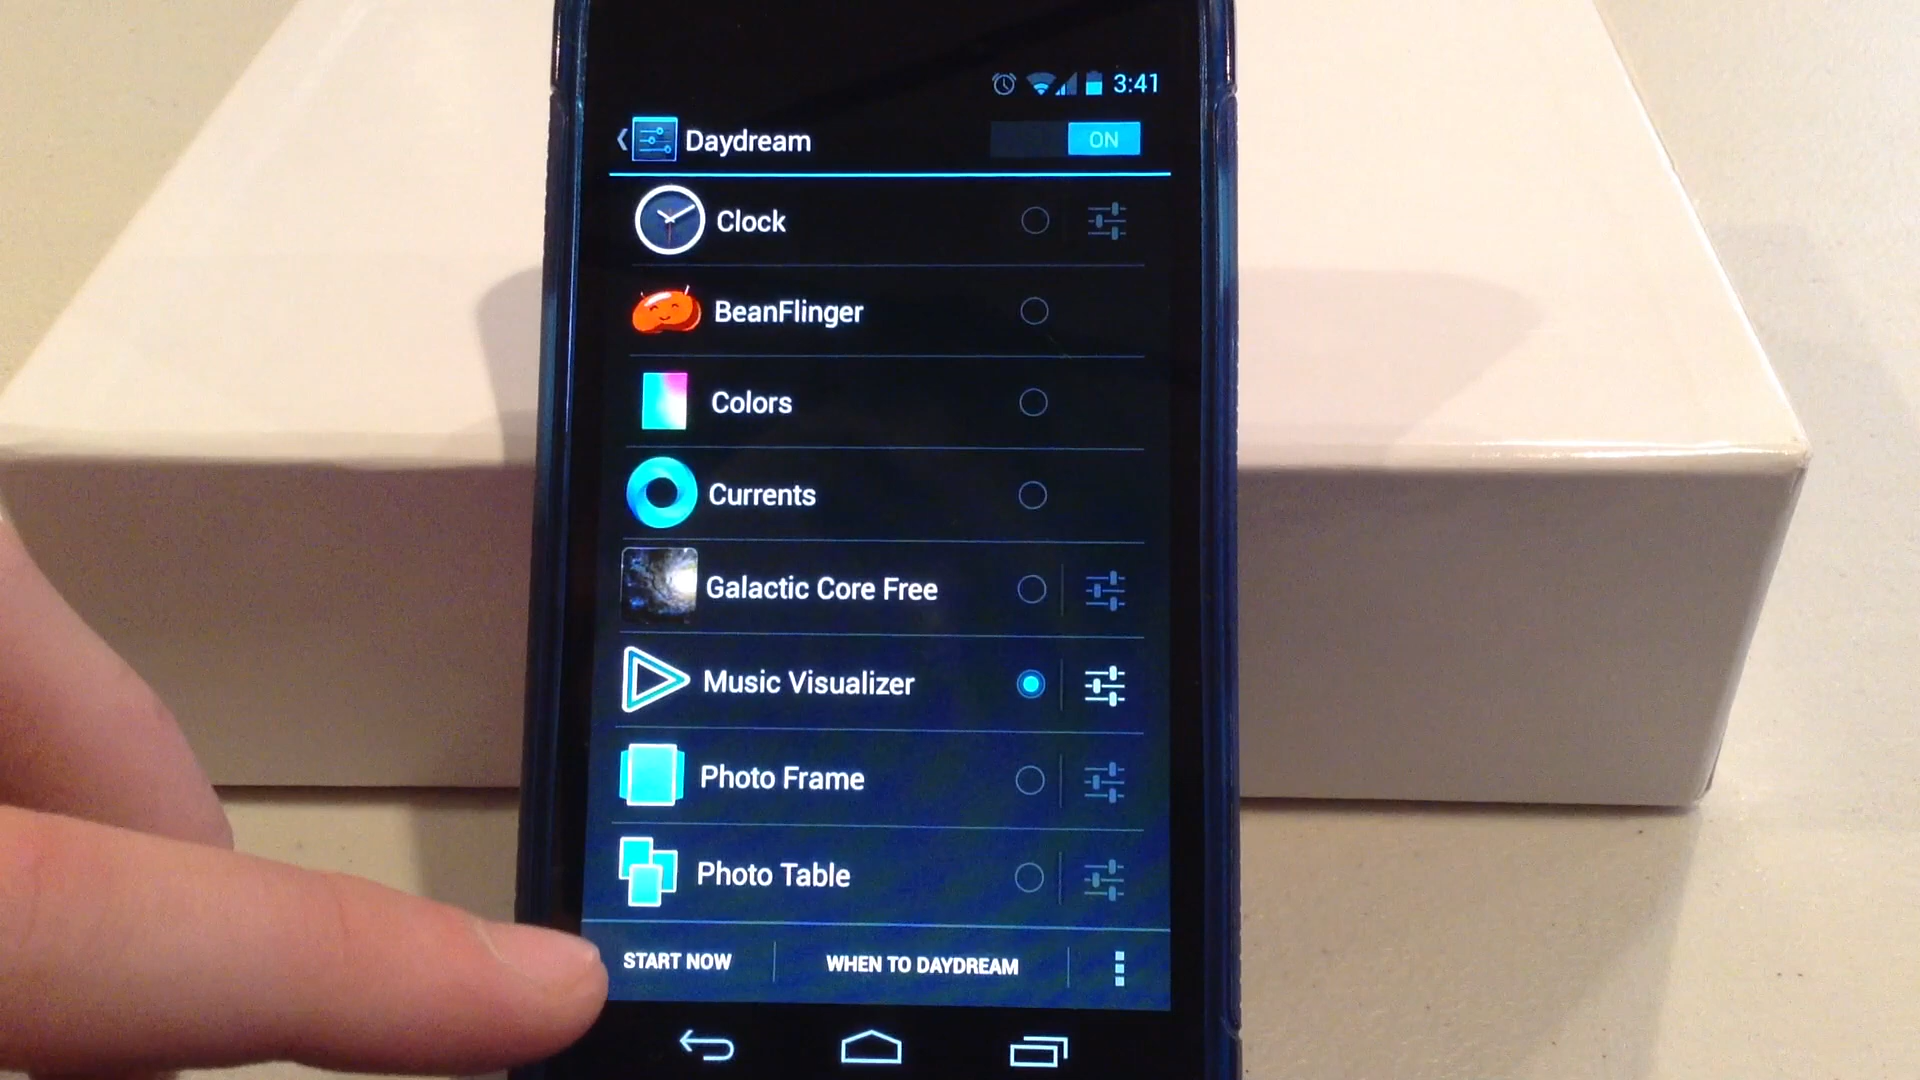 3:41
Daydream ON
Clock
BeanFlinger
Colors
Currents
Galactic Core Free
Music Visualizer
Photo Frame
Photo Table
START NOW WHEN TO DAYDREAM